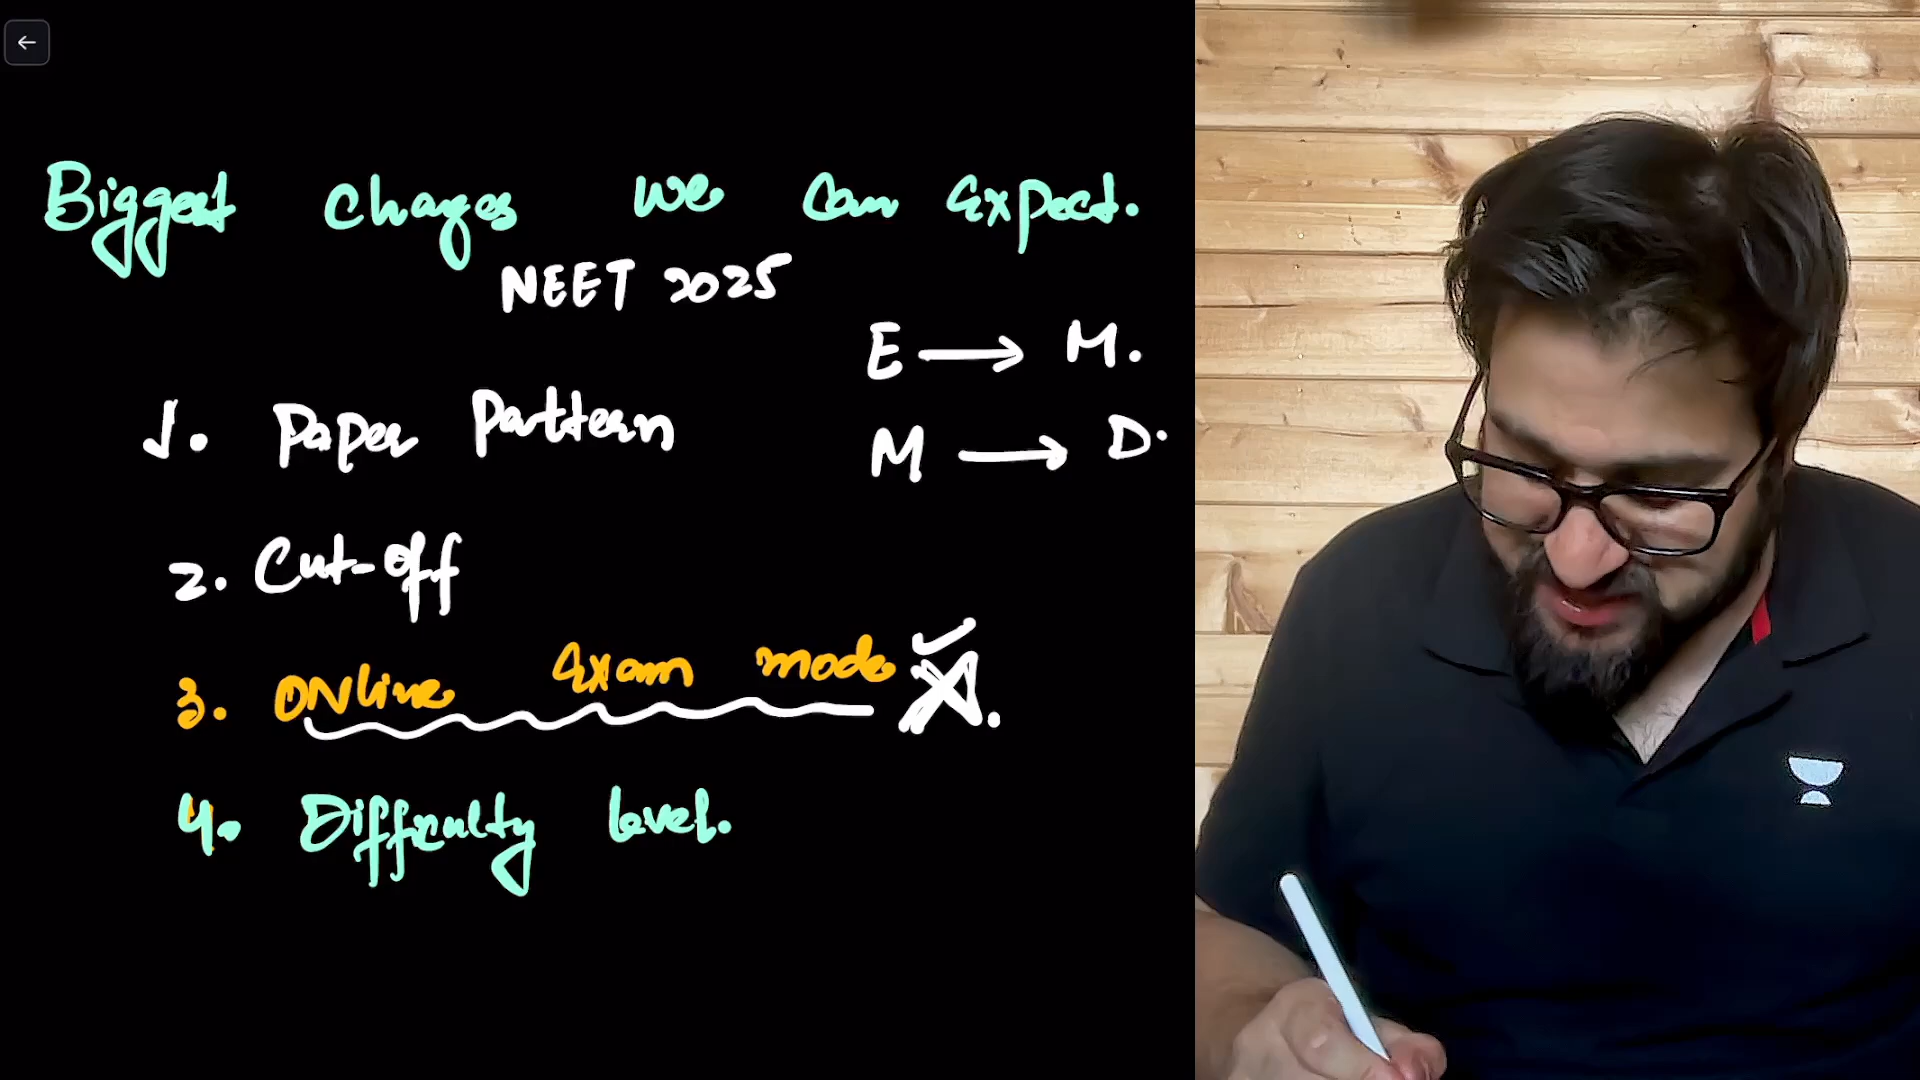 Biggest changes we can expect.
NEET 2025
E → M.
M → D.
1. Paper Pattern
2. Cut-off
3. ONline Exam mode
4. Difficulty level.